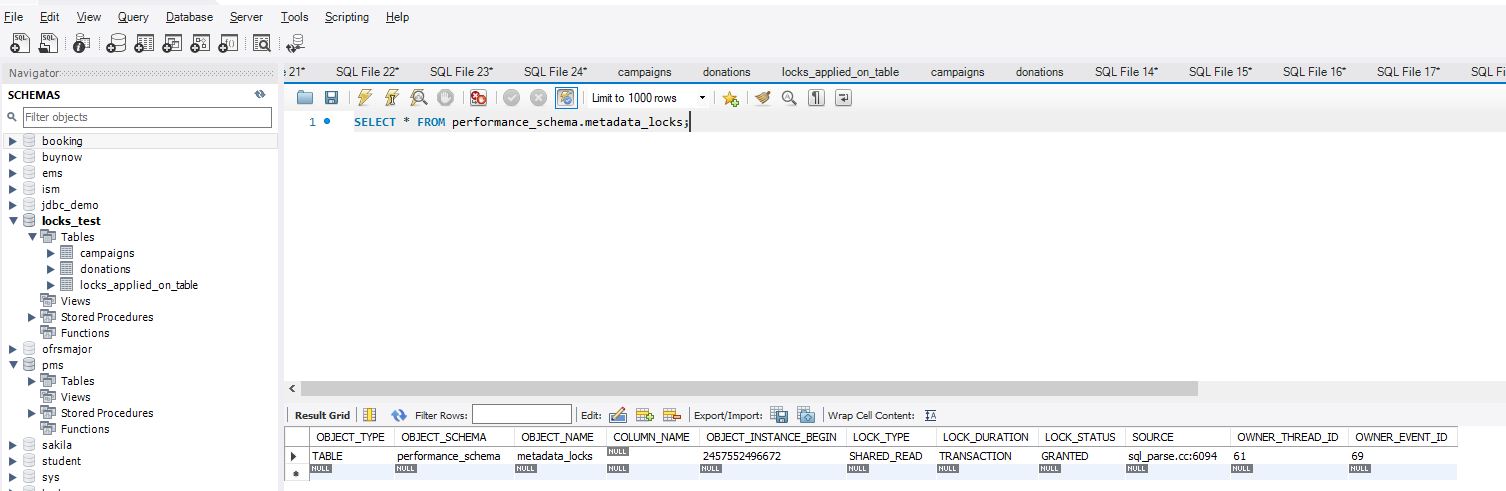 File Edit View Query Database Server Tools Scripting Help
Navigator
21* SQL File 22* SQL File 23* SQL File 24* campaigns donations locks_applied_on_table campaigns donations SQL File 14* SQL File 15* SQL File 16* SQL File 17* SQL
SCHEMAS
Limit to 1000 rows
Filter objects
1 SELECT * FROM performance_schema.metadata_locks;
booking
buynow
ems
ism
jdbc_demo
locks_test
Tables
campaigns
donations
locks_applied_on_table
Views
Stored Procedures
Functions
ofrsmajor
pms
Tables
Views
Stored Procedures
Functions
sakila
student
sys
Result Grid Filter Rows: Edit: Export/Import: Wrap Cell Content:
OBJECT_TYPE OBJECT_SCHEMA OBJECT_NAME COLUMN_NAME OBJECT_INSTANCE_BEGIN LOCK_TYPE LOCK_DURATION LOCK_STATUS SOURCE OWNER_THREAD_ID OWNER_EVENT_ID
TABLE performance_schema metadata_locks NULL 2457552496672 SHARED_READ TRANSACTION GRANTED sql_parse.cc:6094 61 69
NULL NULL NULL NULL NULL NULL NULL NULL NULL NULL NULL